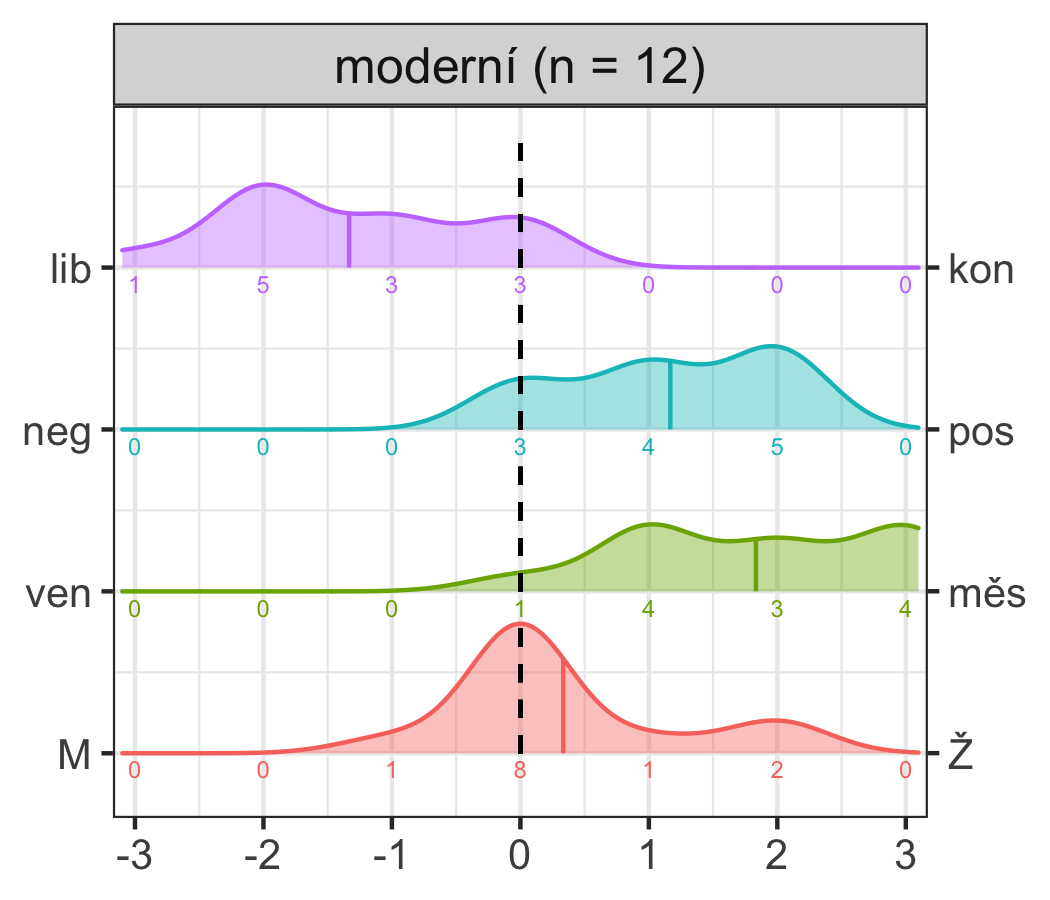 moderní (n = 12)
lib kon
1 5 3 3 0 0 0
neg pos
0 0 0 3 4 5 0
ven měs
0 0 0 1 4 3 4
M Ž
0 0 1 8 1 2 0
-3 -2 -1 0 1 2 3